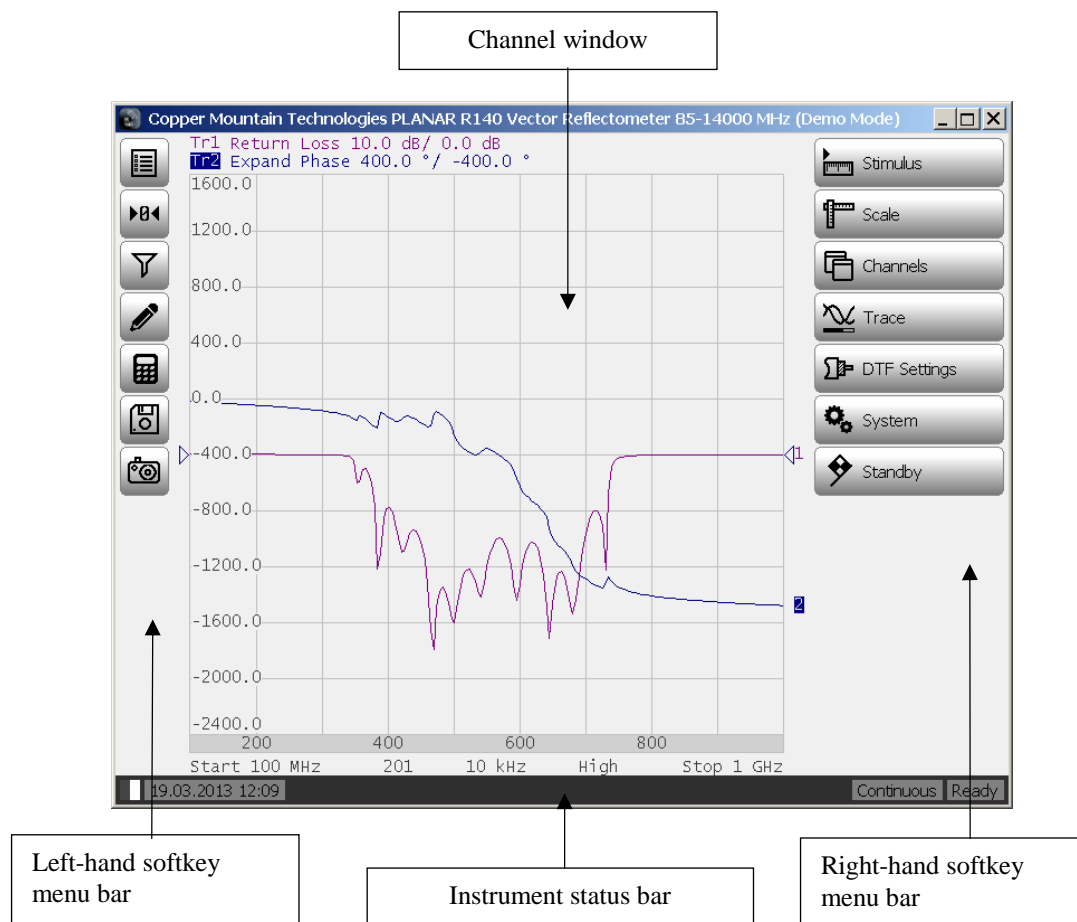 Channel window
Copper Mountain Technologies PLANAR R140 Vector Reflectometer 85-14000 MHz (Demo Mode)
Tr1 Return Loss 10.0 dB/ 0.0 dB
Tr2 Expand Phase 400.0 °/ -400.0 °
1600.0
1200.0
800.0
400.0
0.0
-400.0
-800.0
-1200.0
-1600.0
-2000.0
-2400.0
1
2
200 400 600 800
Start 100 MHz 201 10 kHz High Stop 1 GHz
▶0◀
Stimulus
Scale
Channels
Trace
DTF Settings
System
Standby
19.03.2013 12:09 Continuous Ready
Left-hand softkey
menu bar
Instrument status bar
Right-hand softkey
menu bar